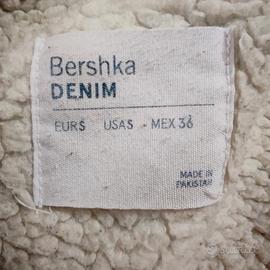 Bershka
DENIM
EUR S USA S - MEX 36
MADE IN
PAKISTAN